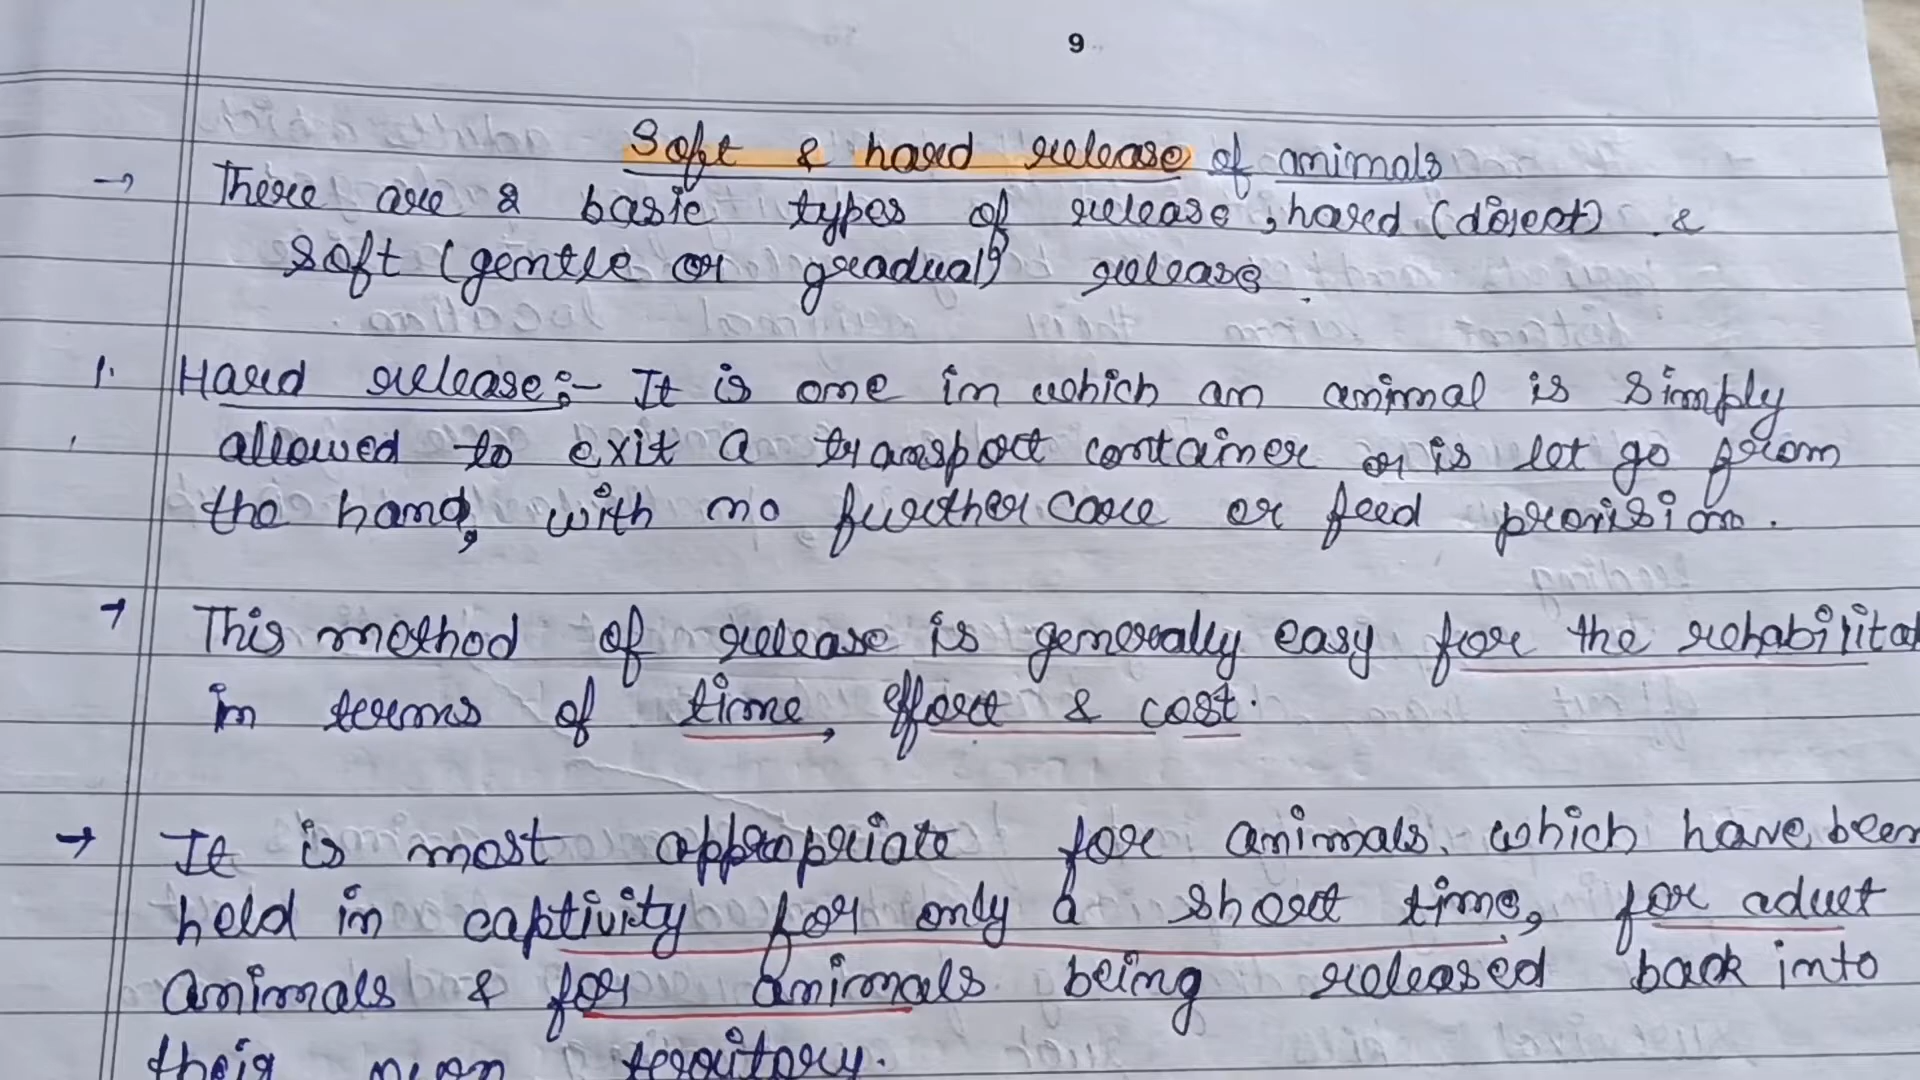 9
Soft & hard release of animals
→ There are 2 basic types of release, hard (direct) &
soft (gentle or gradual) release
1. Hard release:- It is one in which an animal is simply
allowed to exit a transport container or is let go from
the hand, with no further care or feed provision.
→ This method of release is generally easy for the rehabilitat
in terms of time, effort & cost.
→ It is most appropriate for animals which have been
held in captivity for only a short time, for adult
animals & for animals being released back into
their own territory.